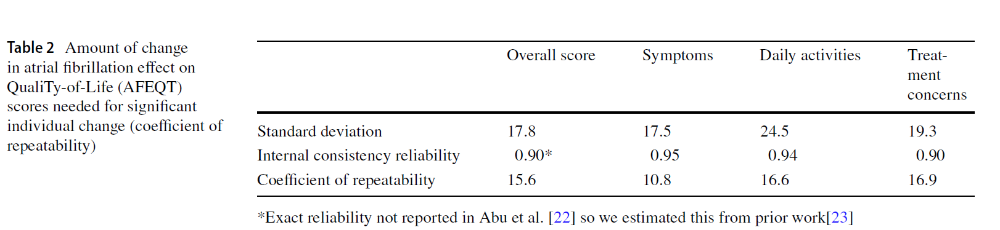 Table 2 Amount of change
in atrial fibrillation effect on
QualiTy-of-Life (AFEQT)
scores needed for significant
individual change (coefficient of
repeatability)
Overall score Symptoms Daily activities Treat-
ment
concerns
Standard deviation 17.8 17.5 24.5 19.3
Internal consistency reliability 0.90* 0.95 0.94 0.90
Coefficient of repeatability 15.6 10.8 16.6 16.9
*Exact reliability not reported in Abu et al. [22] so we estimated this from prior work[23]